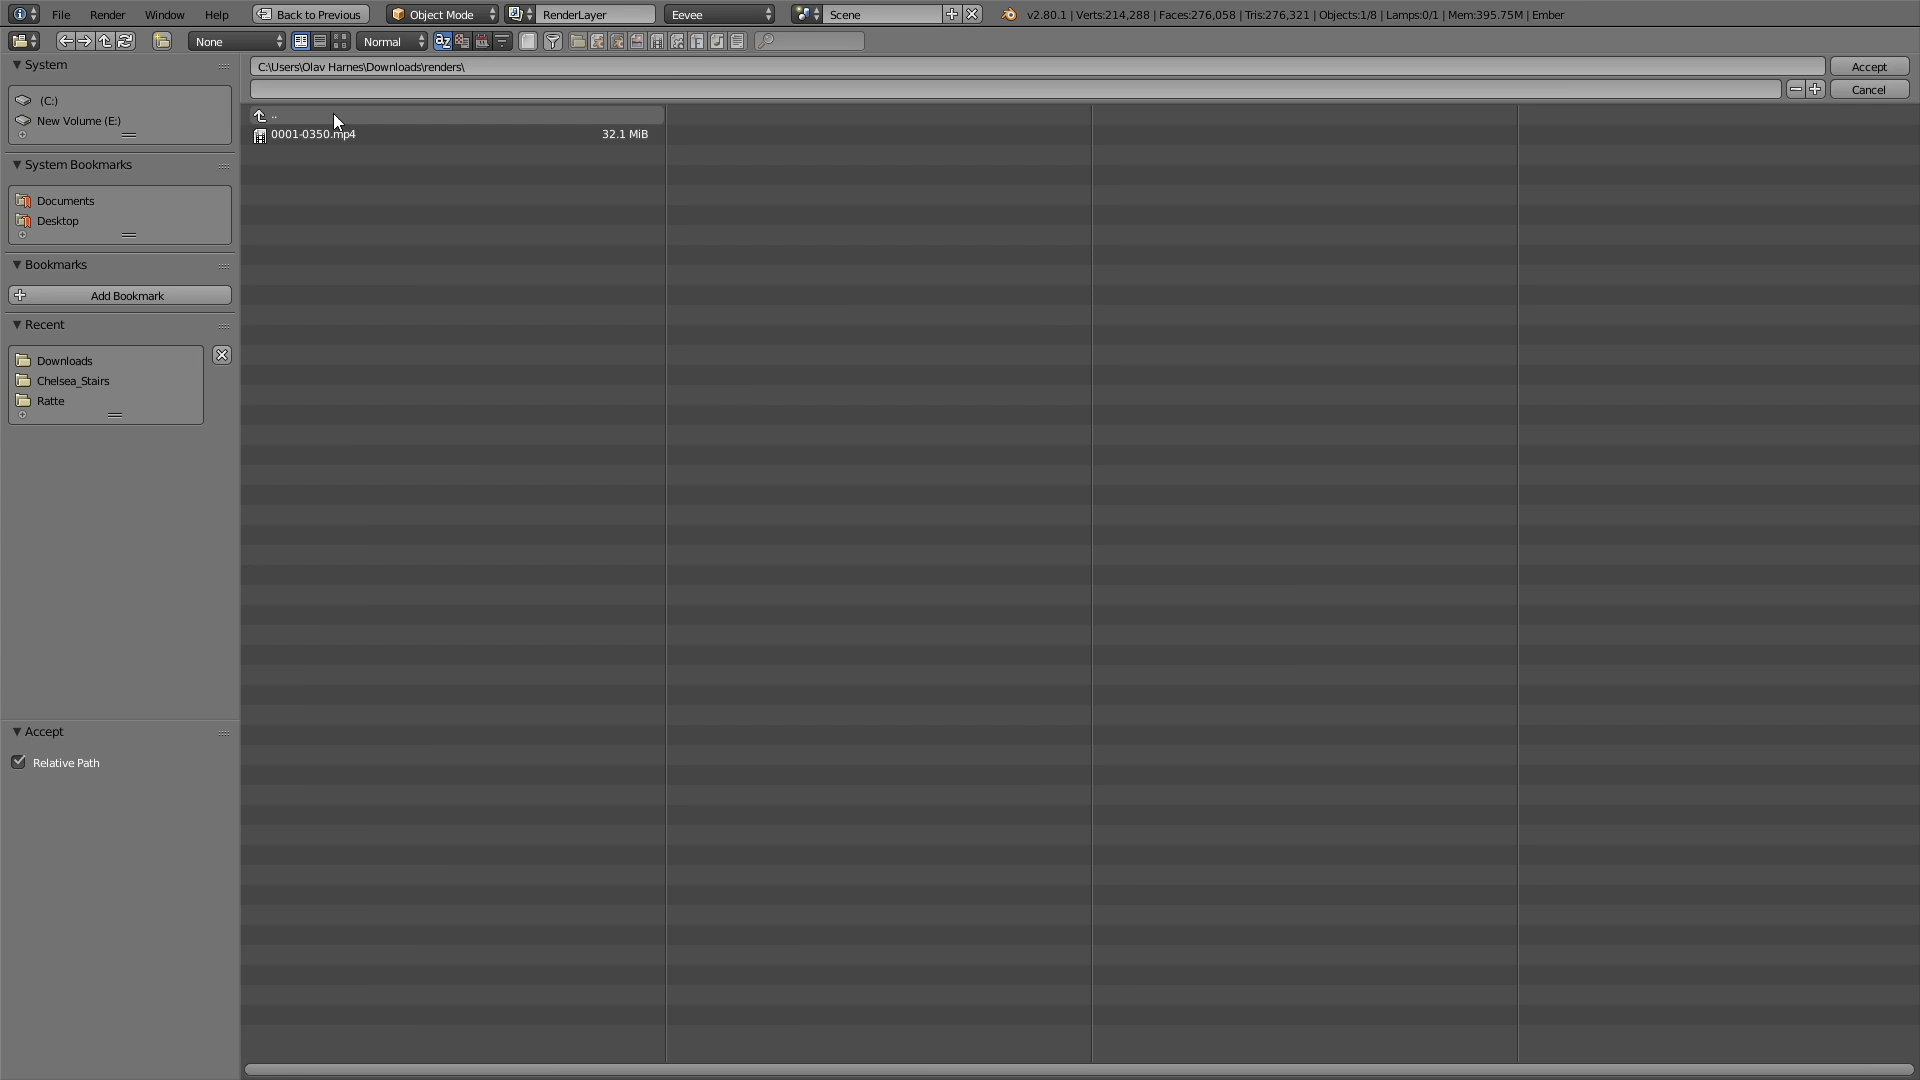 File Render Window Help Back to Previous Object Mode RenderLayer Eevee Scene v2.80.1 | Verts:214,288 | Faces:276,058 | Tris:276,321 | Objects:1/8 | Lamps:0/1 | Mem:395.75M | Ember
None Normal
System
(C:)
New Volume (E:)
System Bookmarks
Documents
Desktop
Bookmarks
Add Bookmark
Recent
Downloads
Chelsea_Stairs
Ratte
Accept
Relative Path
C:\Users\Olav Harnes\Downloads\renders\ Accept
Cancel
..
0001-0350.mp4 32.1 MiB